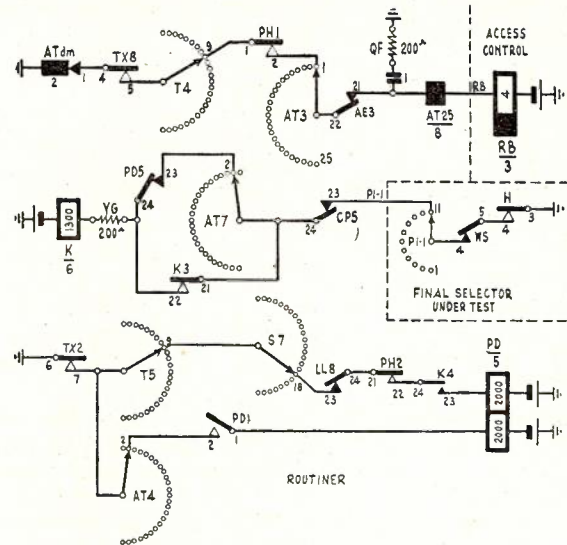 ATdm
2
1
4
TX8
5
T4
9
1
PH1
2
1
AT3
25
22
AE3
21
QF
200^
1
AT25
8
RB
ACCESS
CONTROL
4
RB
3
K
6
1300
YG
200^
PD5
23
24
2
AT7
K3
22
21
24
CP5
23
P1-1
11
P1-1
1
4
WS
5
H
4
3
FINAL SELECTOR
UNDER TEST
6
TX2
7
T5
9
S7
18
23
LL8
24
21
PH2
22
24
K4
23
PD
5
2000
2000
2
AT4
PD1
2
1
ROUTINER